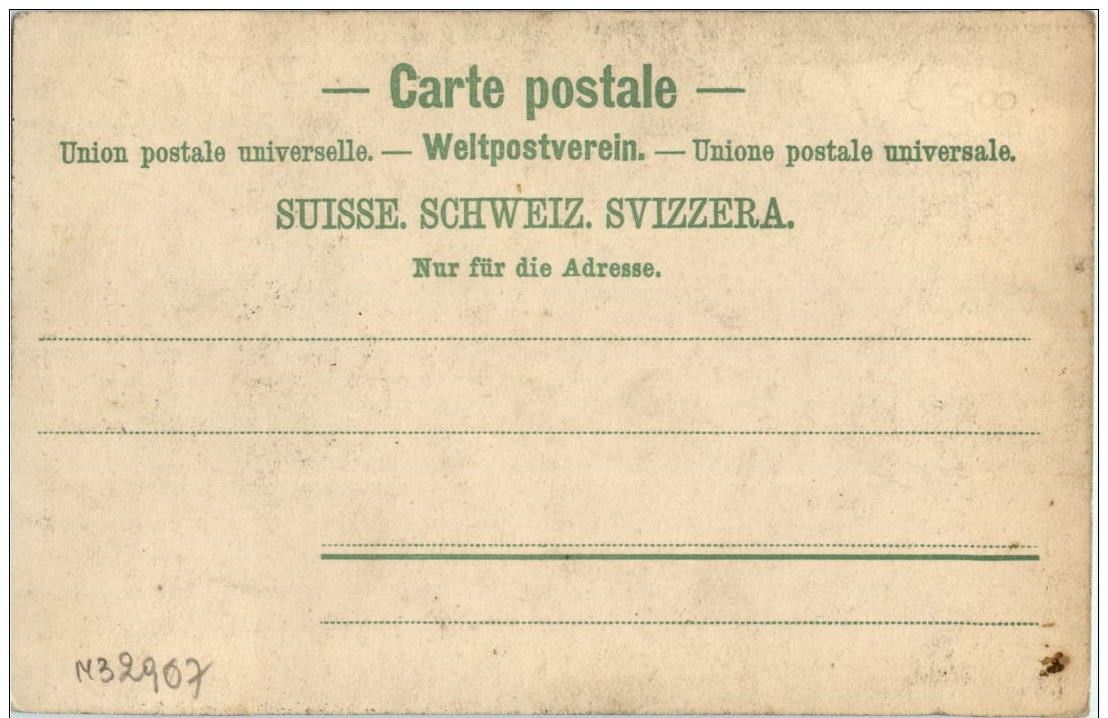 — Carte postale —
Union postale universelle. — Weltpostverein. — Unione postale universale.
SUISSE. SCHWEIZ. SVIZZERA.
Nur für die Adresse.
N32907